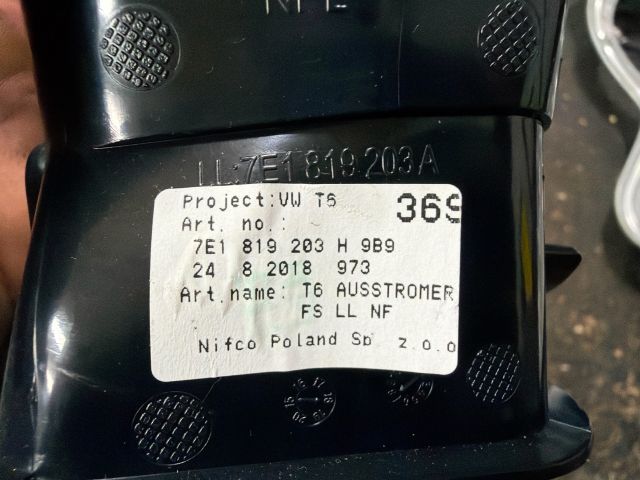 LL:7E1 819 203A
Project:VW T6
369
Art. no.:
7E1 819 203 H 9B9
24 8 2018 973
Art.name: T6 AUSSTROMER
FS LL NF
Nifco Poland Sp z.o.o